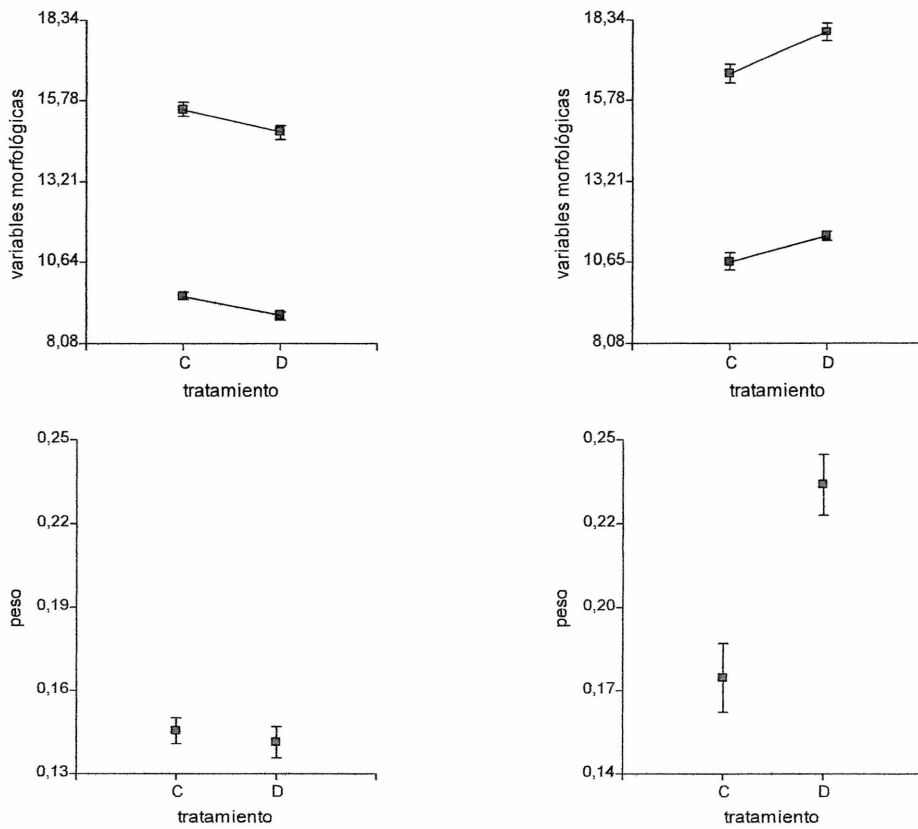 variables morfológicas
18,34
15,78
13,21
10,64
8,08
C
D
tratamiento
variables morfológicas
18,34
15,78
13,21
10,65
8,08
C
D
tratamiento
peso
0,25
0,22
0,19
0,16
0,13
C
D
tratamiento
peso
0,25
0,22
0,20
0,17
0,14
C
D
tratamiento